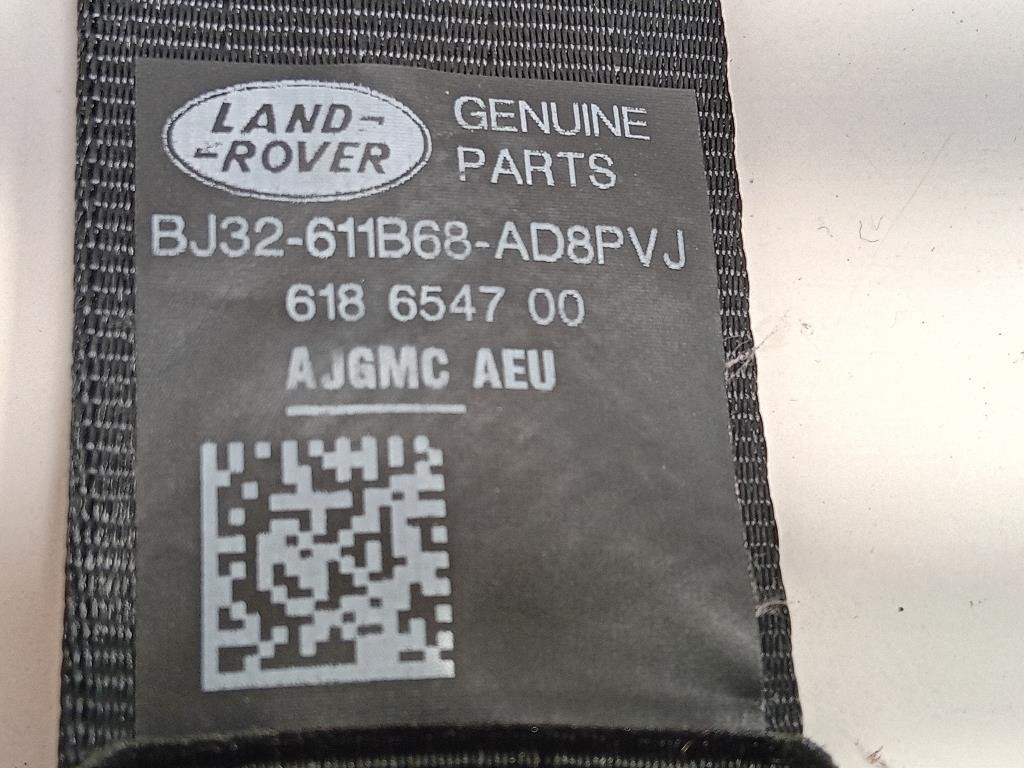 LAND-
-ROVER
GENUINE
PARTS
BJ32-611B68-AD8PVJ
618 6547 00
AJGMC AEU